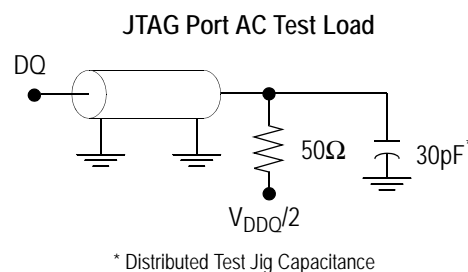 JTAG Port AC Test Load
DQ
50Ω
30pF*
VDDQ/2
* Distributed Test Jig Capacitance